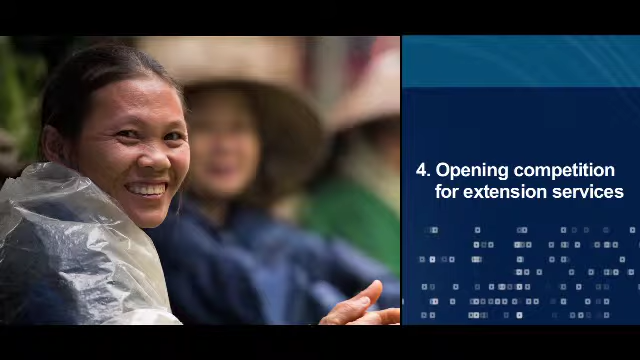 4. Opening competition
for extension services